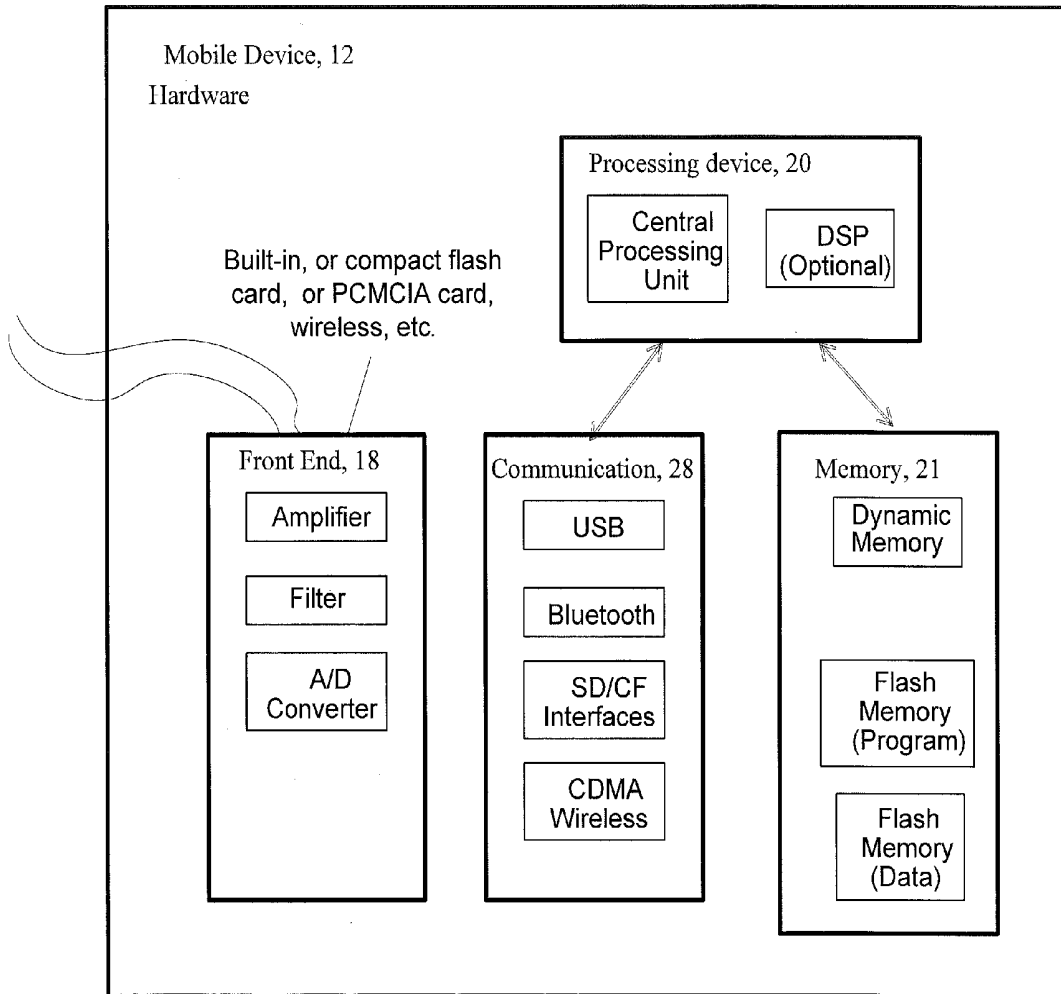 Mobile Device, 12
Hardware
Processing device, 20
Central
Processing
Unit
DSP
(Optional)
Built-in, or compact flash
card, or PCMCIA card,
wireless, etc.
Front End, 18
Amplifier
Filter
A/D
Converter
Communication, 28
USB
Bluetooth
SD/CF
Interfaces
CDMA
Wireless
Memory, 21
Dynamic
Memory
Flash
Memory
(Program)
Flash
Memory
(Data)